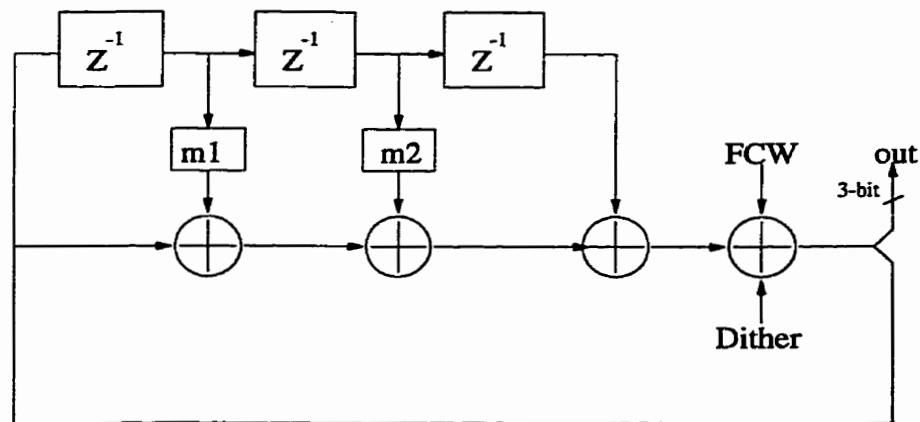 Z⁻¹ Z⁻¹ Z⁻¹
m1 m2
FCW out
3-bit
Dither